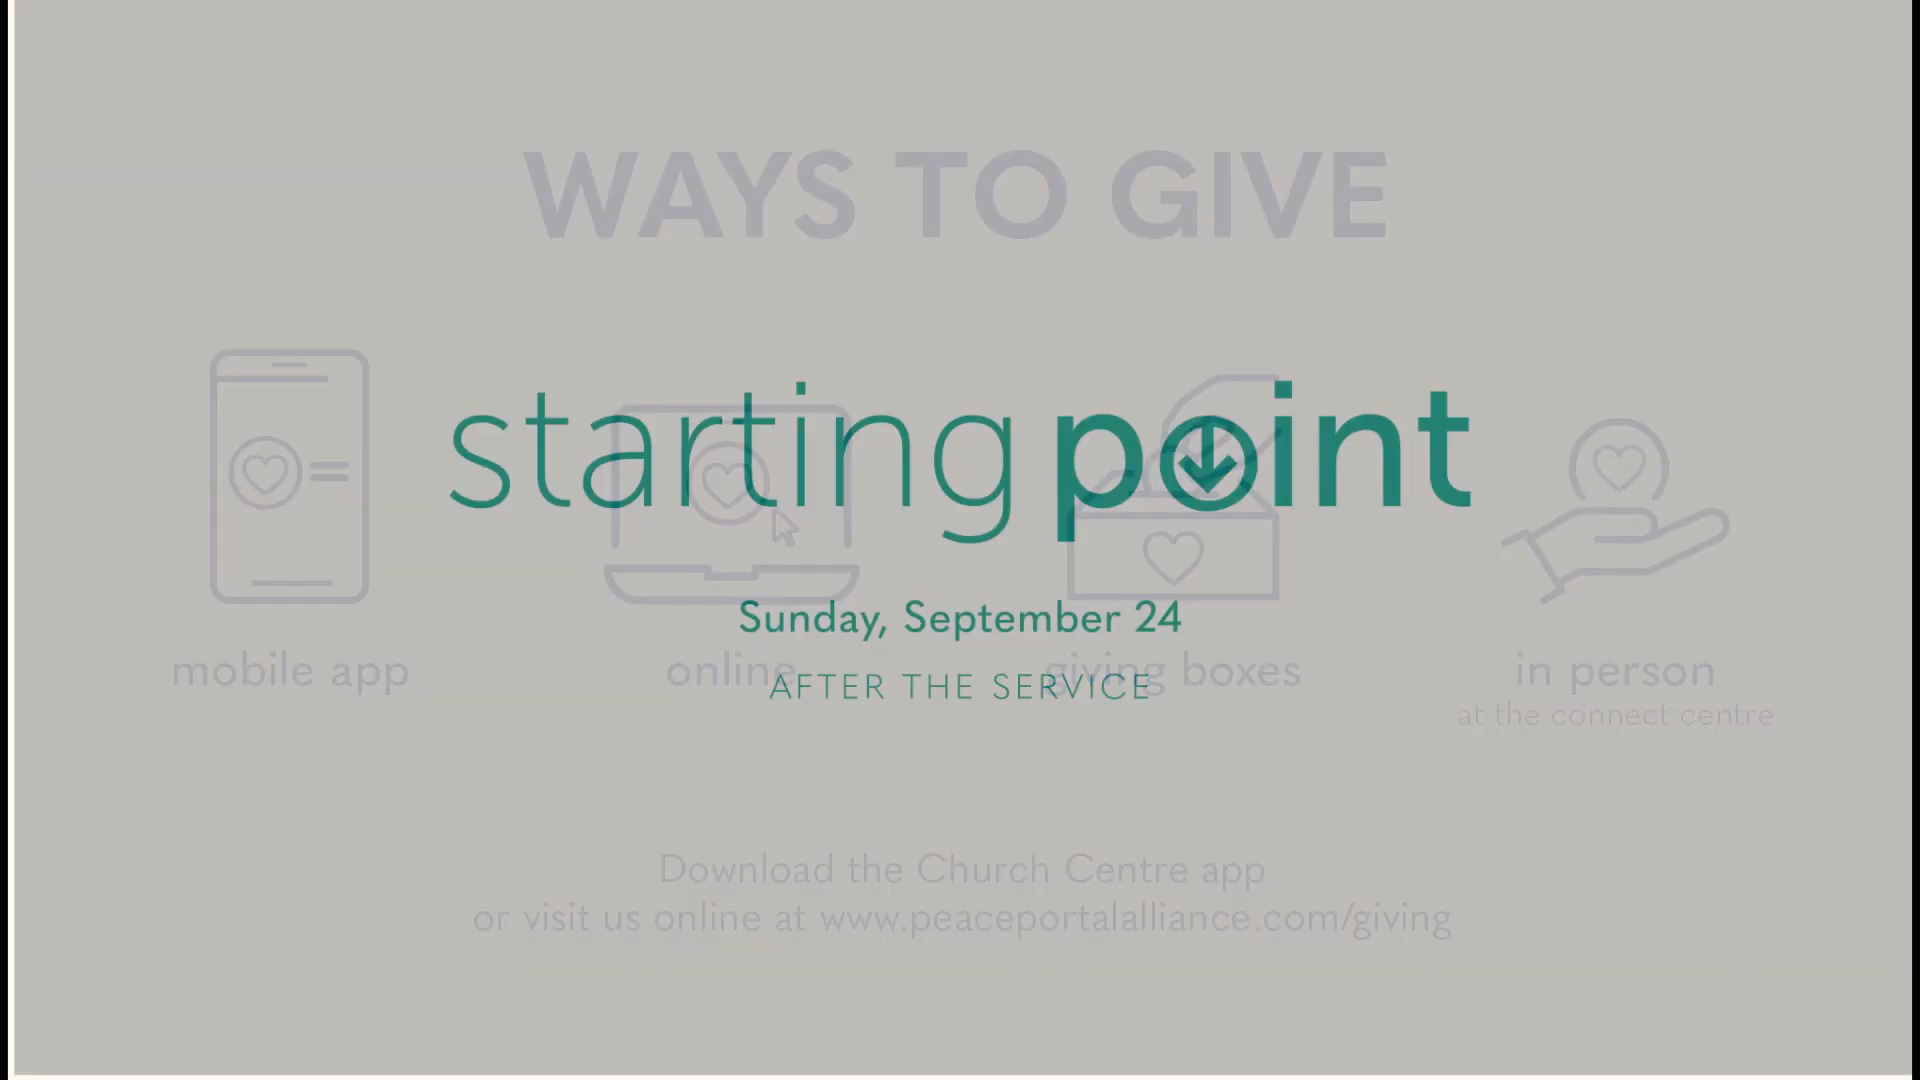 WAYS TO GIVE
starting point
Sunday, September 24
AFTER THE SERVICE
mobile app
online
giving boxes
in person
at the connect centre
Download the Church Centre app
or visit us online at www.peaceportalalliance.com/giving